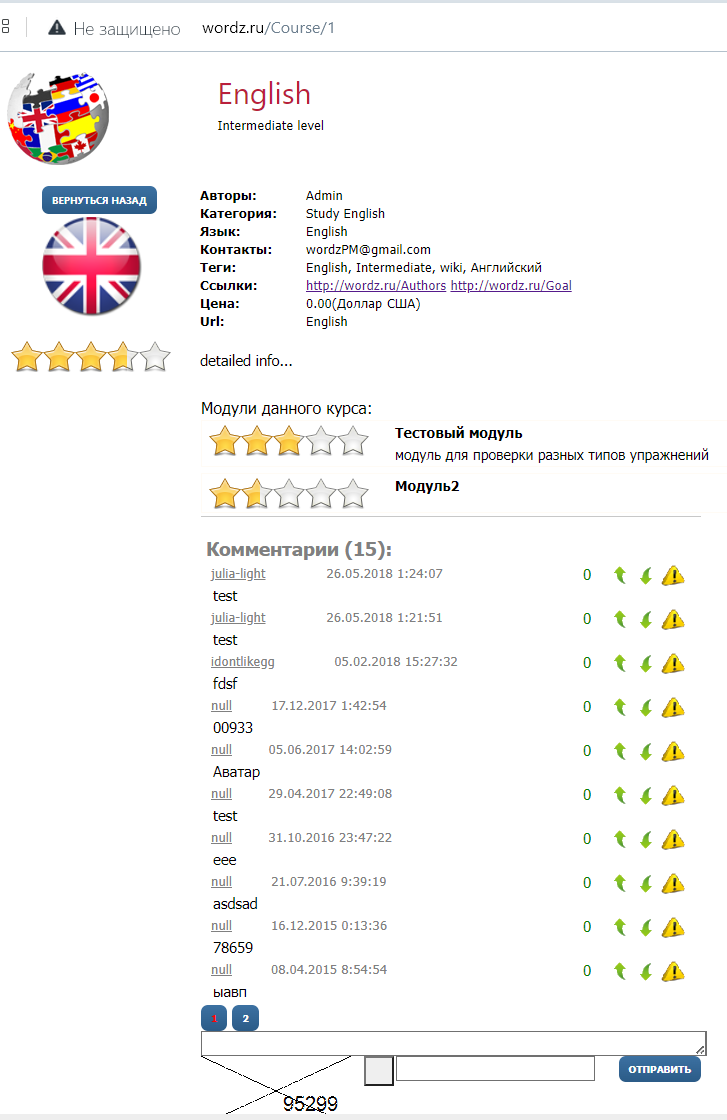 Не защищено wordz.ru/Course/1
English
Intermediate level
ВЕРНУТЬСЯ НАЗАД
Авторы: Admin
Категория: Study English
Язык: English
Контакты: wordzPM@gmail.com
Теги: English, Intermediate, wiki, Английский
Ссылки: http://wordz.ru/Authors http://wordz.ru/Goal
Цена: 0.00(Доллар США)
Url: English
detailed info...
Модули данного курса:
Тестовый модуль
модуль для проверки разных типов упражнений
Модуль2
Комментарии (15):
julia-light 26.05.2018 1:24:07 0
test
julia-light 26.05.2018 1:21:51 0
test
idontlikegg 05.02.2018 15:27:32 0
fdsf
null 17.12.2017 1:42:54 0
00933
null 05.06.2017 14:02:59 0
Аватар
null 29.04.2017 22:49:08 0
test
null 31.10.2016 23:47:22 0
eee
null 21.07.2016 9:39:19 0
asdsad
null 16.12.2015 0:13:36 0
78659
null 08.04.2015 8:54:54 0
ыавп
1 2
ОТПРАВИТЬ
95299